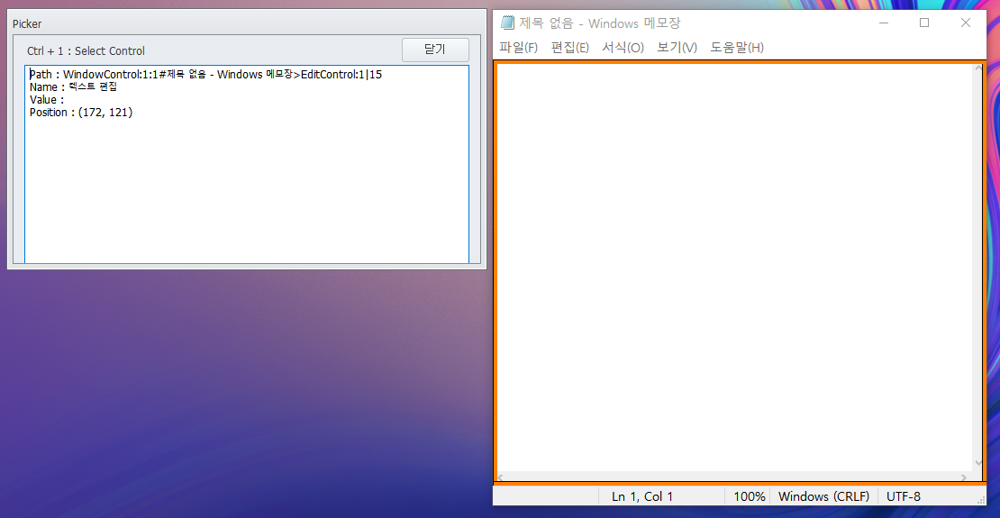 Picker
Ctrl + 1 : Select Control
닫기
Path : WindowControl:1:1#제목 없음 - Windows 메모장>EditControl:1|15
Name : 텍스트 편집
Value :
Position : (172, 121)
제목 없음 - Windows 메모장
파일(F) 편집(E) 서식(O) 보기(V) 도움말(H)
Ln 1, Col 1 100% Windows (CRLF) UTF-8